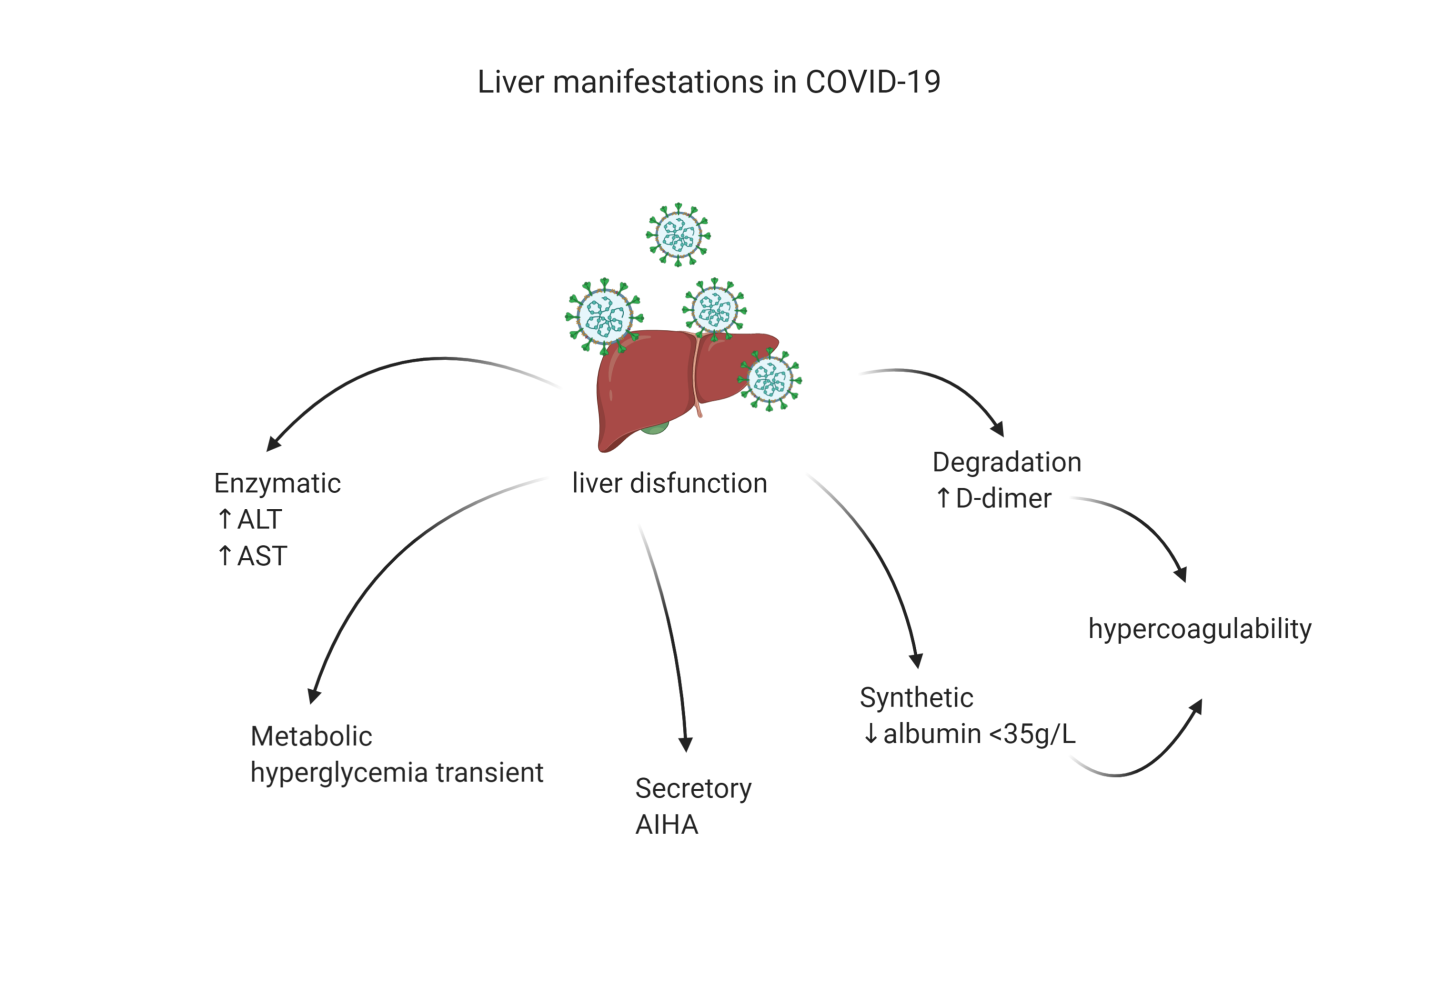 Liver manifestations in COVID-19
liver disfunction
Enzymatic
↑ALT
↑AST
Metabolic
hyperglycemia transient
Secretory
AIHA
Synthetic
↓albumin <35g/L
Degradation
↑D-dimer
hypercoagulability